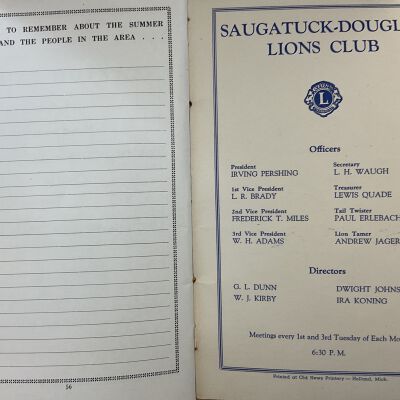 TO REMEMBER ABOUT THE SUMMER
AND THE PEOPLE IN THE AREA . . .
56
SAUGATUCK-DOUGL
LIONS CLUB
L
Officers
President
IRVING PERSHING
Secretary
L. H. WAUGH
1st Vice President
L. R. BRADY
Treasurer
LEWIS QUADE
2nd Vice President
FREDERICK T. MILES
Tail Twister
PAUL ERLEBACH
3rd Vice President
W. H. ADAMS
Lion Tamer
ANDREW JAGER
Directors
G. L. DUNN
DWIGHT JOHNS
W. J. KIRBY
IRA KONING
Meetings every 1st and 3rd Tuesday of Each Mo
6:30 P. M.
Printed at Old News Printery — Holland, Mich.